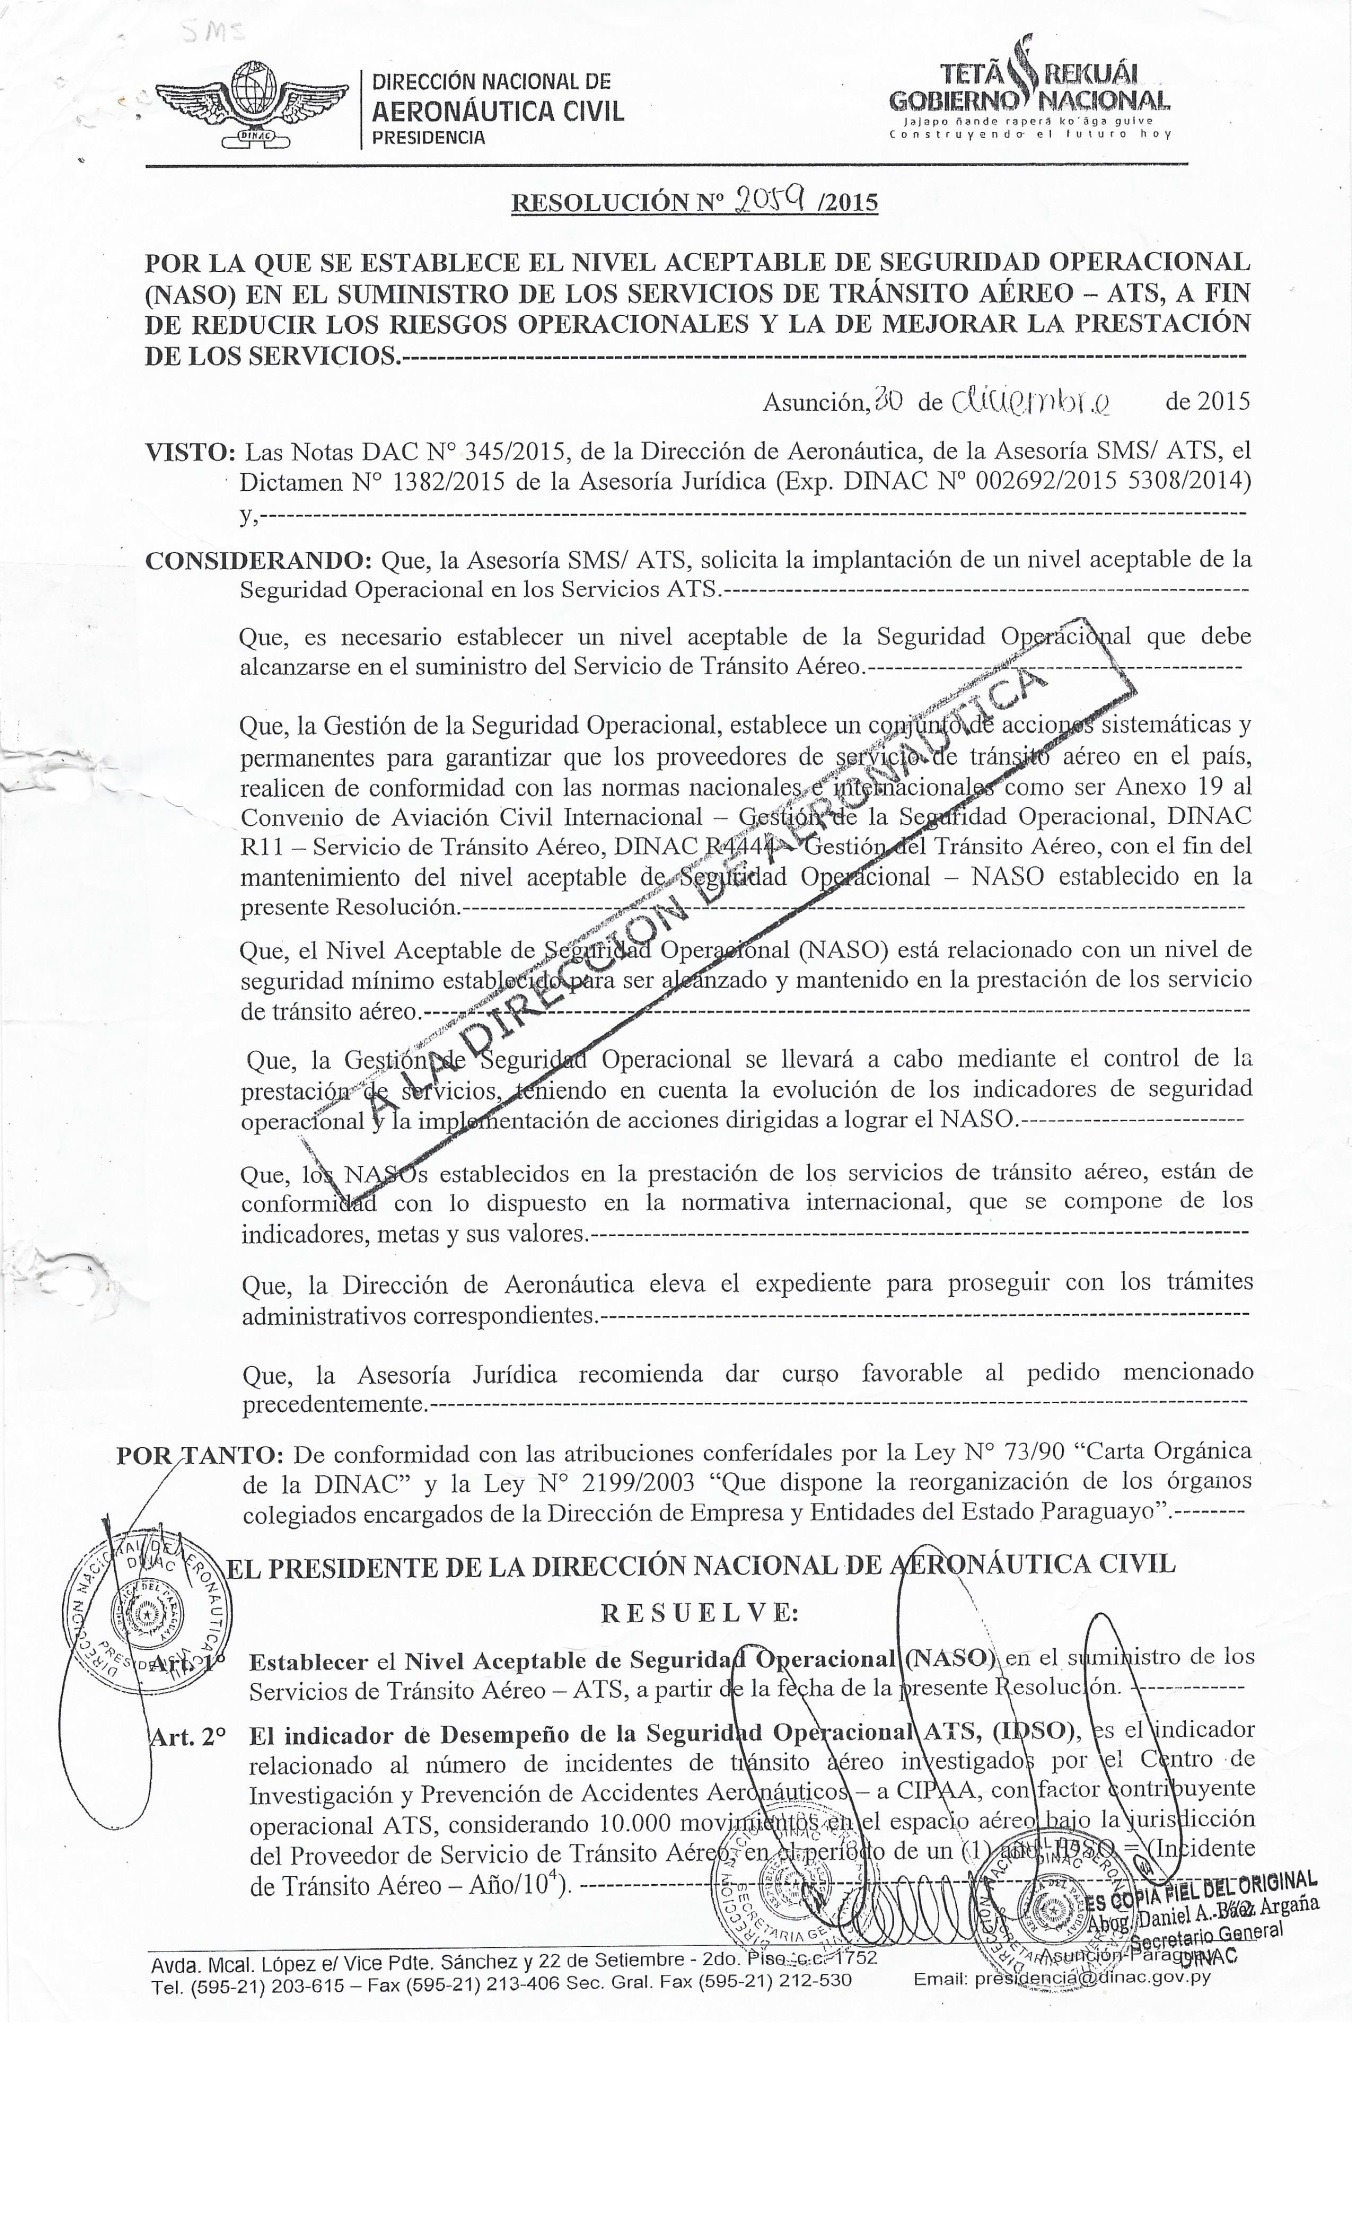 SMS
DIRECCIÓN NACIONAL DE
AERONÁUTICA CIVIL
PRESIDENCIA
DINAC
TETÃ REKUÁI
GOBIERNO NACIONAL
Jajapo ñande raperã ko'ãga guive
Construyendo el futuro hoy
RESOLUCIÓN Nº 2059 /2015
POR LA QUE SE ESTABLECE EL NIVEL ACEPTABLE DE SEGURIDAD OPERACIONAL
(NASO) EN EL SUMINISTRO DE LOS SERVICIOS DE TRÁNSITO AÉREO – ATS, A FIN
DE REDUCIR LOS RIESGOS OPERACIONALES Y LA DE MEJORAR LA PRESTACIÓN
DE LOS SERVICIOS.------------------------------------------------------------
Asunción, 30 de diciembre de 2015
VISTO: Las Notas DAC N° 345/2015, de la Dirección de Aeronáutica, de la Asesoría SMS/ ATS, el
Dictamen N° 1382/2015 de la Asesoría Jurídica (Exp. DINAC Nº 002692/2015 5308/2014)
y,------------------------------------------------------------
CONSIDERANDO: Que, la Asesoría SMS/ ATS, solicita la implantación de un nivel aceptable de la
Seguridad Operacional en los Servicios ATS.----------------------------------------
Que, es necesario establecer un nivel aceptable de la Seguridad Operacional que debe
alcanzarse en el suministro del Servicio de Tránsito Aéreo.------------------------------
Que, la Gestión de la Seguridad Operacional, establece un conjunto de acciones sistemáticas y
permanentes para garantizar que los proveedores de servicio de tránsito aéreo en el país,
realicen de conformidad con las normas nacionales e internacionales como ser Anexo 19 al
Convenio de Aviación Civil Internacional – Gestión de la Seguridad Operacional, DINAC
R11 – Servicio de Tránsito Aéreo, DINAC R4444 – Gestión del Tránsito Aéreo, con el fin del
mantenimiento del nivel aceptable de Seguridad Operacional – NASO establecido en la
presente Resolución.------------------------------------------------------------
Que, el Nivel Aceptable de Seguridad Operacional (NASO) está relacionado con un nivel de
seguridad mínimo establecido para ser alcanzado y mantenido en la prestación de los servicio
de tránsito aéreo.------------------------------------------------------------
Que, la Gestión de Seguridad Operacional se llevará a cabo mediante el control de la
prestación de servicios, teniendo en cuenta la evolución de los indicadores de seguridad
operacional y la implementación de acciones dirigidas a lograr el NASO.--------------------
A LA DIRECCION DE AERONAUTICA
Que, los NASOs establecidos en la prestación de los servicios de tránsito aéreo, están de
conformidad con lo dispuesto en la normativa internacional, que se compone de los
indicadores, metas y sus valores.--------------------------------------------------
Que, la Dirección de Aeronáutica eleva el expediente para proseguir con los trámites
administrativos correspondientes.--------------------------------------------------
Que, la Asesoría Jurídica recomienda dar curso favorable al pedido mencionado
precedentemente.------------------------------------------------------------
POR TANTO: De conformidad con las atribuciones conferídales por la Ley N° 73/90 “Carta Orgánica
de la DINAC” y la Ley N° 2199/2003 “Que dispone la reorganización de los órganos
colegiados encargados de la Dirección de Empresa y Entidades del Estado Paraguayo”.--------
EL PRESIDENTE DE LA DIRECCIÓN NACIONAL DE AERONÁUTICA CIVIL
R E S U E L V E:
DIRECCION NACIONAL DE AERONAUTICA CIVIL
DINAC
PRESIDENCIA
Art. 1° Establecer el Nivel Aceptable de Seguridad Operacional (NASO) en el suministro de los
Servicios de Tránsito Aéreo – ATS, a partir de la fecha de la presente Resolución. ------------
Art. 2° El indicador de Desempeño de la Seguridad Operacional ATS, (IDSO), es el indicador
relacionado al número de incidentes de tránsito aéreo investigados por el Centro de
Investigación y Prevención de Accidentes Aeronáuticos – a CIPAA, con factor contribuyente
operacional ATS, considerando 10.000 movimientos en el espacio aéreo bajo la jurisdicción
del Proveedor de Servicio de Tránsito Aéreo, en el período de un (1) año. IDSO = (Incidente
de Tránsito Aéreo – Año/10⁴). ----------------------------------------
ES COPIA FIEL DEL ORIGINAL
Abog. Daniel A. Báez Argaña
Secretario General
DINAC
Avda. Mcal. López e/ Vice Pdte. Sánchez y 22 de Setiembre - 2do. Piso c.c. 1752 Asunción-Paraguay
Tel. (595-21) 203-615 – Fax (595-21) 213-406 Sec. Gral. Fax (595-21) 212-530 Email: presidencia@dinac.gov.py